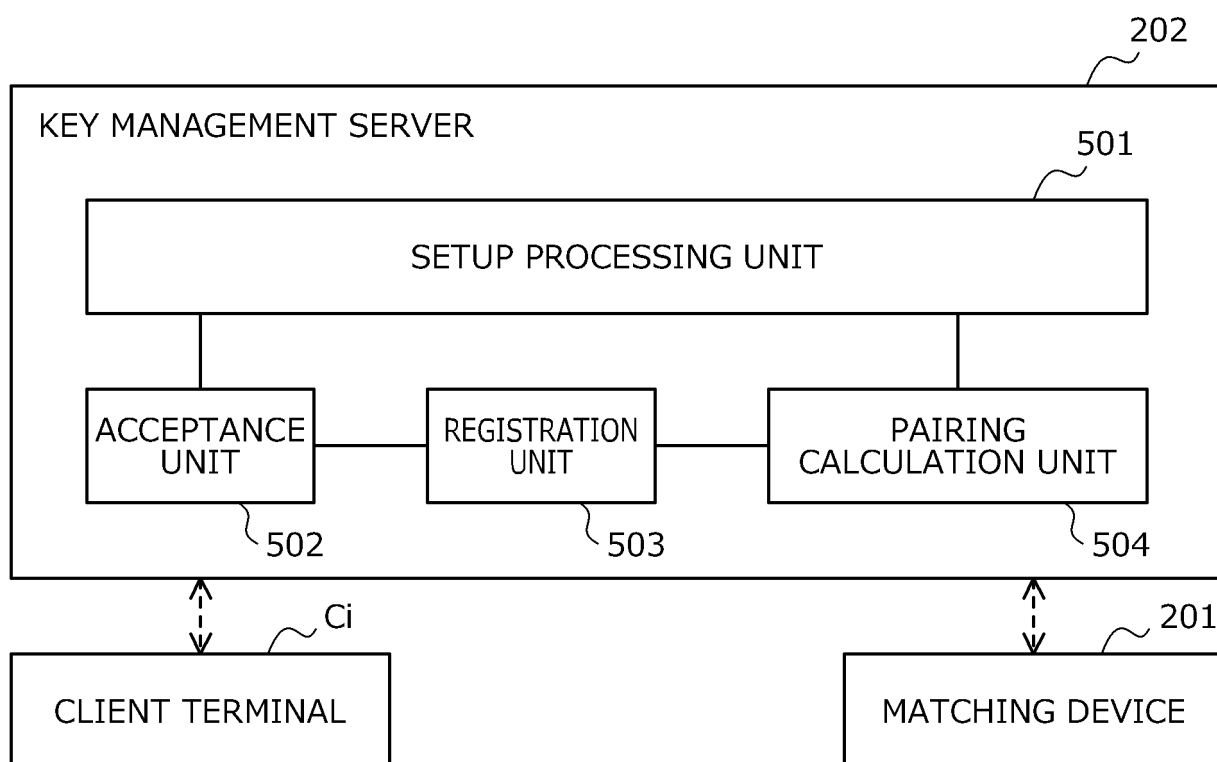 202
KEY MANAGEMENT SERVER
501
SETUP PROCESSING UNIT
ACCEPTANCE
UNIT
REGISTRATION
UNIT
PAIRING
CALCULATION UNIT
502
503
504
Ci
201
CLIENT TERMINAL
MATCHING DEVICE